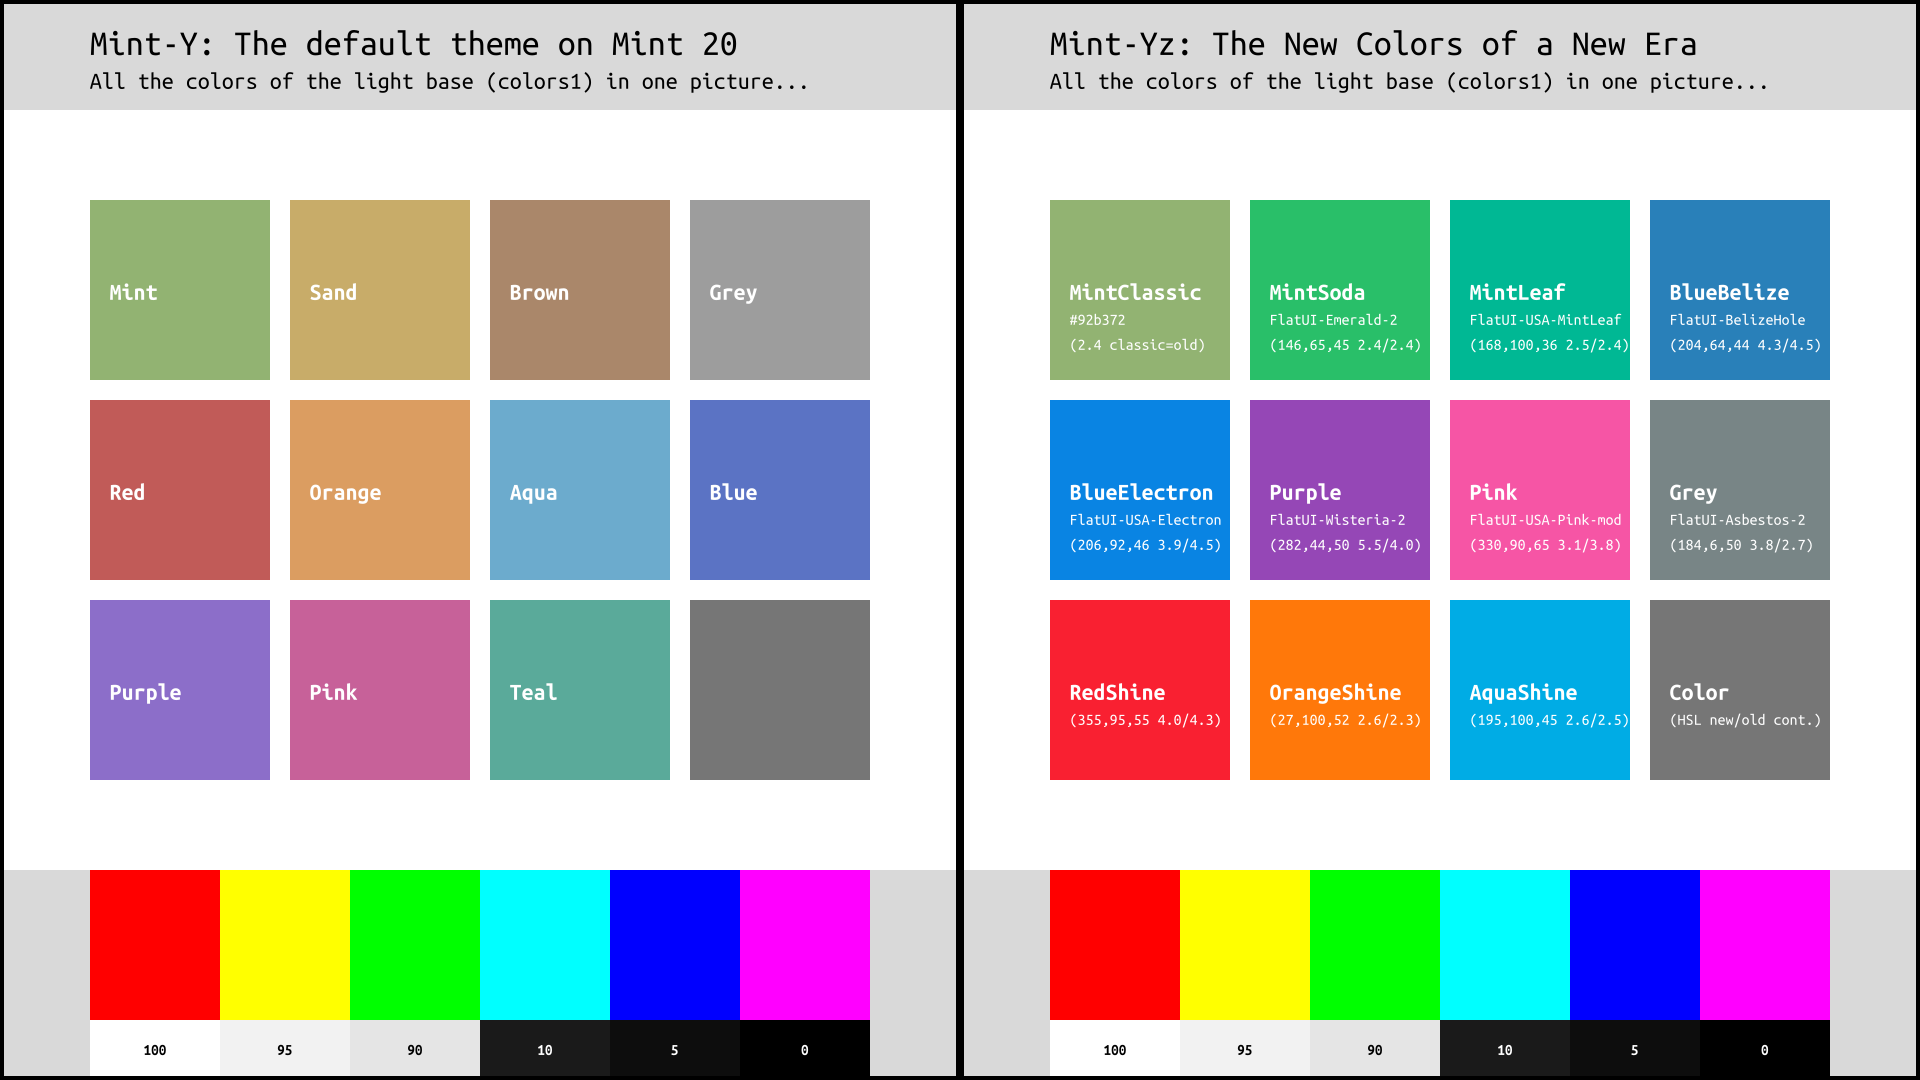 Mint-Y: The default theme on Mint 20
All the colors of the light base (colors1) in one picture...
Mint
Sand
Brown
Grey
Red
Orange
Aqua
Blue
Purple
Pink
Teal
100
95
90
10
5
0
Mint-Yz: The New Colors of a New Era
All the colors of the light base (colors1) in one picture...
MintClassic
#92b372
(2.4 classic=old)
MintSoda
FlatUI-Emerald-2
(146,65,45 2.4/2.4)
MintLeaf
FlatUI-USA-MintLeaf
(168,100,36 2.5/2.4)
BlueBelize
FlatUI-BelizeHole
(204,64,44 4.3/4.5)
BlueElectron
FlatUI-USA-Electron
(206,92,46 3.9/4.5)
Purple
FlatUI-Wisteria-2
(282,44,50 5.5/4.0)
Pink
FlatUI-USA-Pink-mod
(330,90,65 3.1/3.8)
Grey
FlatUI-Asbestos-2
(184,6,50 3.8/2.7)
RedShine
(355,95,55 4.0/4.3)
OrangeShine
(27,100,52 2.6/2.3)
AquaShine
(195,100,45 2.6/2.5)
Color
(HSL new/old cont.)
100
95
90
10
5
0